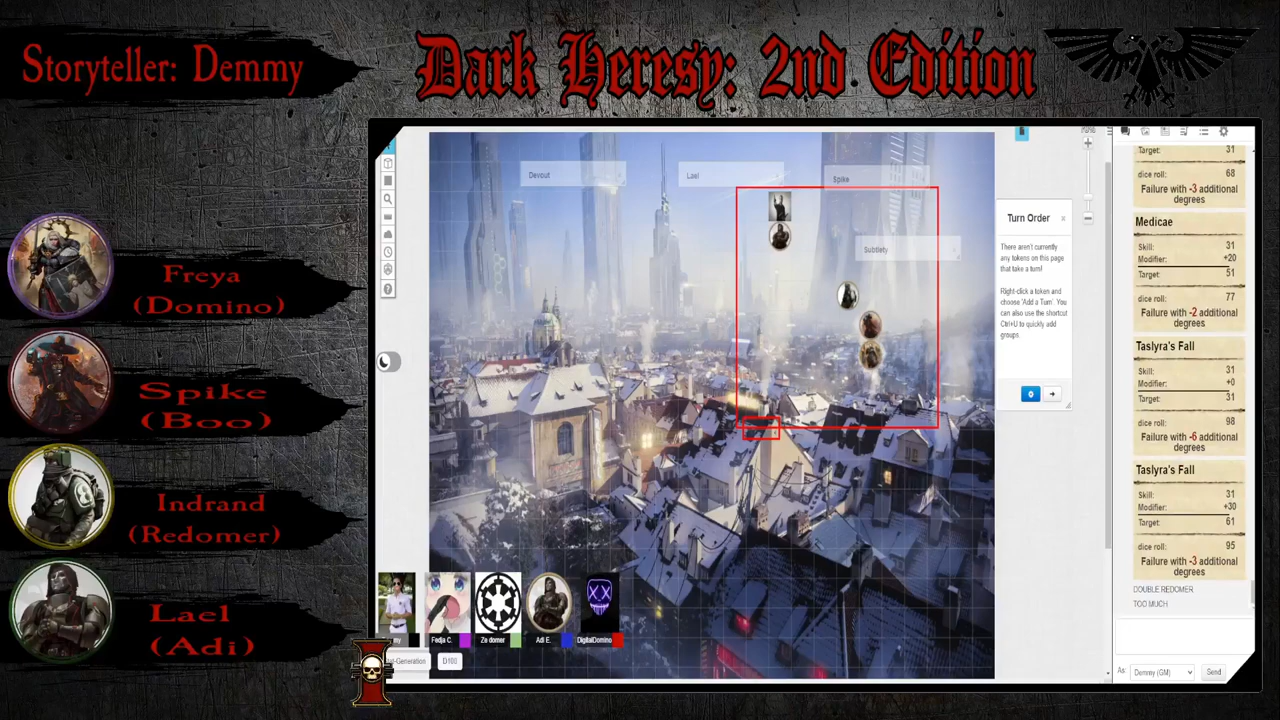 Storyteller: Demmy
Dark Heresy: 2nd Edition
Freya
(Domino)
Spike
(Boo)
Indrand
(Redomer)
Lael
(Adi)
Devout
Lael
Spike
Subtlety
Turn Order
There aren't currently
any tokens on this page
that take a turn!
Right-click a token and
choose 'Add a Turn'. You
can also use the shortcut
Ctrl+U to quickly add
groups
Target: 31
dice roll: 68
Failure with -3 additional
degrees
Medicae
Skill: 31
Modifier: +20
Target: 51
dice roll: 77
Failure with -2 additional
degrees
Taslyra's Fall
Skill: 31
Modifier: +0
Target: 31
dice roll: 98
Failure with -6 additional
degrees
Taslyra's Fall
Skill: 31
Modifier: +30
Target: 61
dice roll: 95
Failure with -3 additional
degrees
DOUBLE REDOMER
TOO MUCH
As: Demmy (GM)
Send
Fedja C.
Ze domer
Adi E.
DigitalDomino
d-Generation
D100